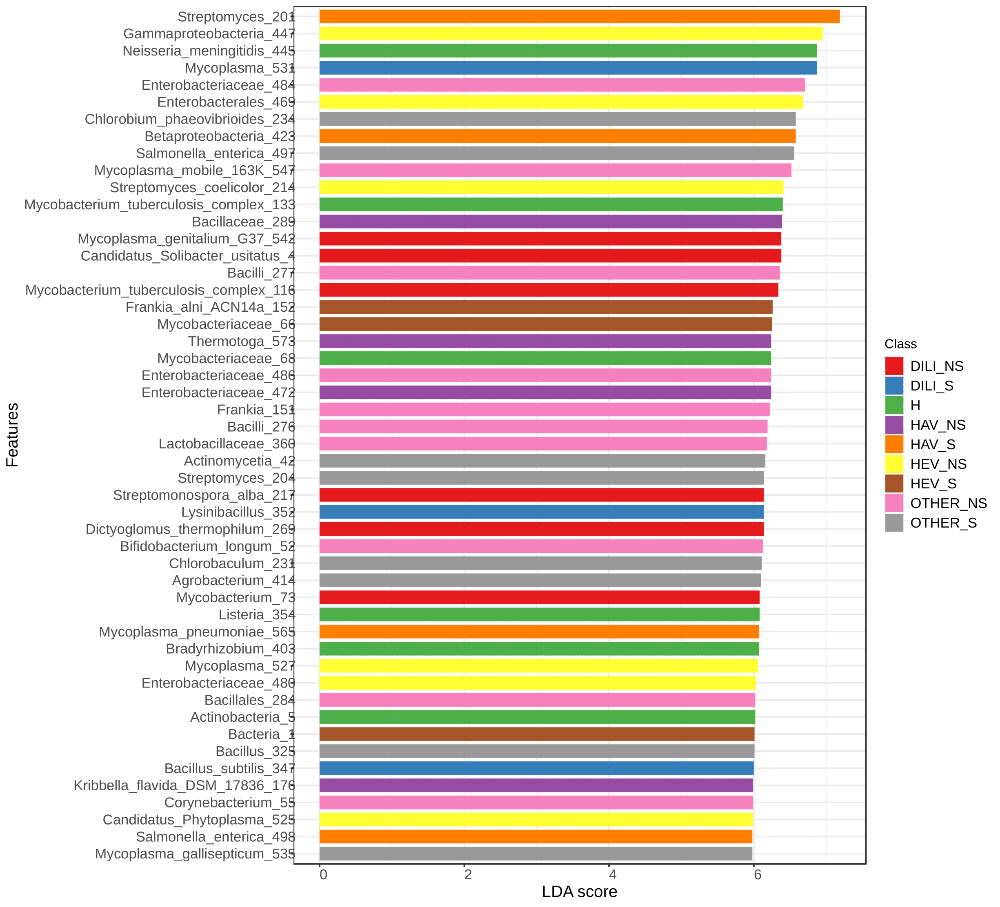 Streptomyces_201
Gammaproteobacteria_447
Neisseria_meningitidis_445
Mycoplasma_531
Enterobacteriaceae_484
Enterobacterales_469
Chlorobium_phaeovibrioides_234
Betaproteobacteria_423
Salmonella_enterica_497
Mycoplasma_mobile_163K_547
Streptomyces_coelicolor_214
Mycobacterium_tuberculosis_complex_133
Bacillaceae_289
Mycoplasma_genitalium_G37_542
Candidatus_Solibacter_usitatus_4
Bacilli_277
Mycobacterium_tuberculosis_complex_116
Frankia_alni_ACN14a_152
Mycobacteriaceae_66
Thermotoga_573
Mycobacteriaceae_68
Enterobacteriaceae_486
Enterobacteriaceae_472
Frankia_151
Bacilli_276
Lactobacillaceae_360
Actinomycetia_42
Streptomyces_204
Streptomonospora_alba_217
Lysinibacillus_352
Dictyoglomus_thermophilum_269
Bifidobacterium_longum_52
Chlorobaculum_231
Agrobacterium_414
Mycobacterium_73
Listeria_354
Mycoplasma_pneumoniae_565
Bradyrhizobium_403
Mycoplasma_527
Enterobacteriaceae_480
Bacillales_284
Actinobacteria_5
Bacteria_1
Bacillus_325
Bacillus_subtilis_347
Kribbella_flavida_DSM_17836_176
Corynebacterium_55
Candidatus_Phytoplasma_525
Salmonella_enterica_498
Mycoplasma_gallisepticum_535
Features
0 2 4 6
LDA score
Class
DILI_NS
DILI_S
H
HAV_NS
HAV_S
HEV_NS
HEV_S
OTHER_NS
OTHER_S